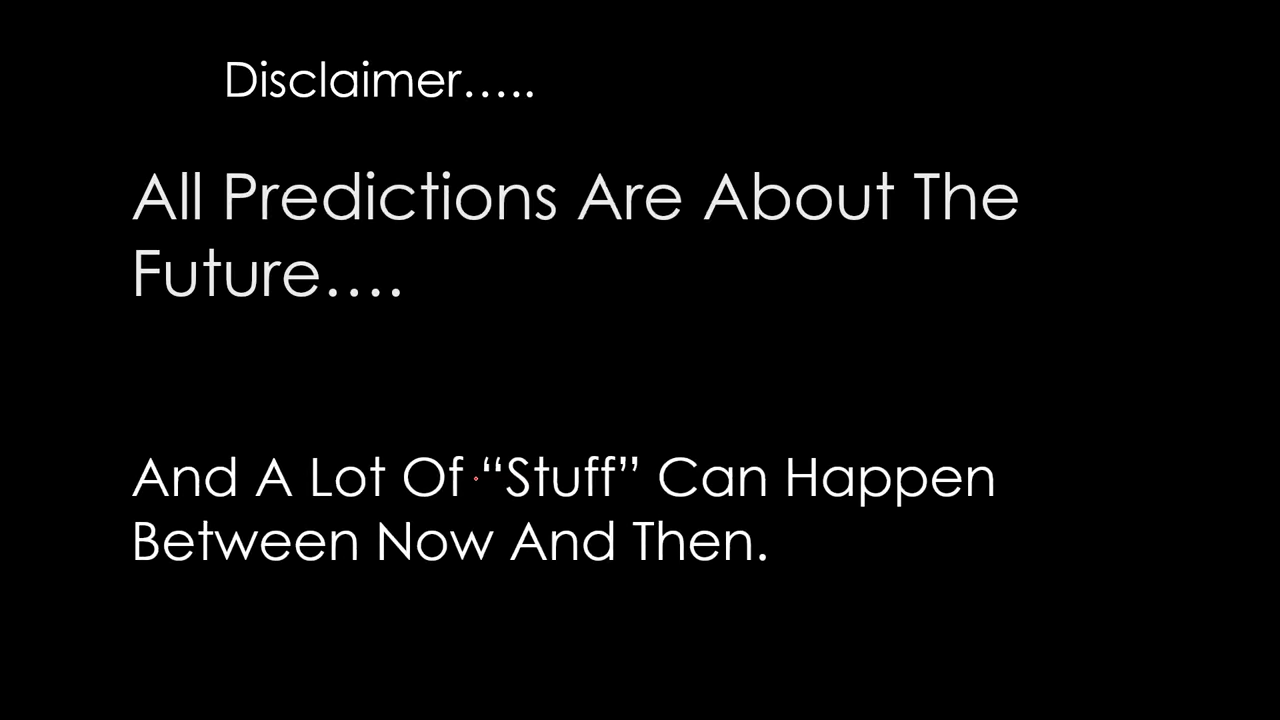 Disclaimer…..
All Predictions Are About The
Future….
And A Lot Of “Stuff” Can Happen
Between Now And Then.